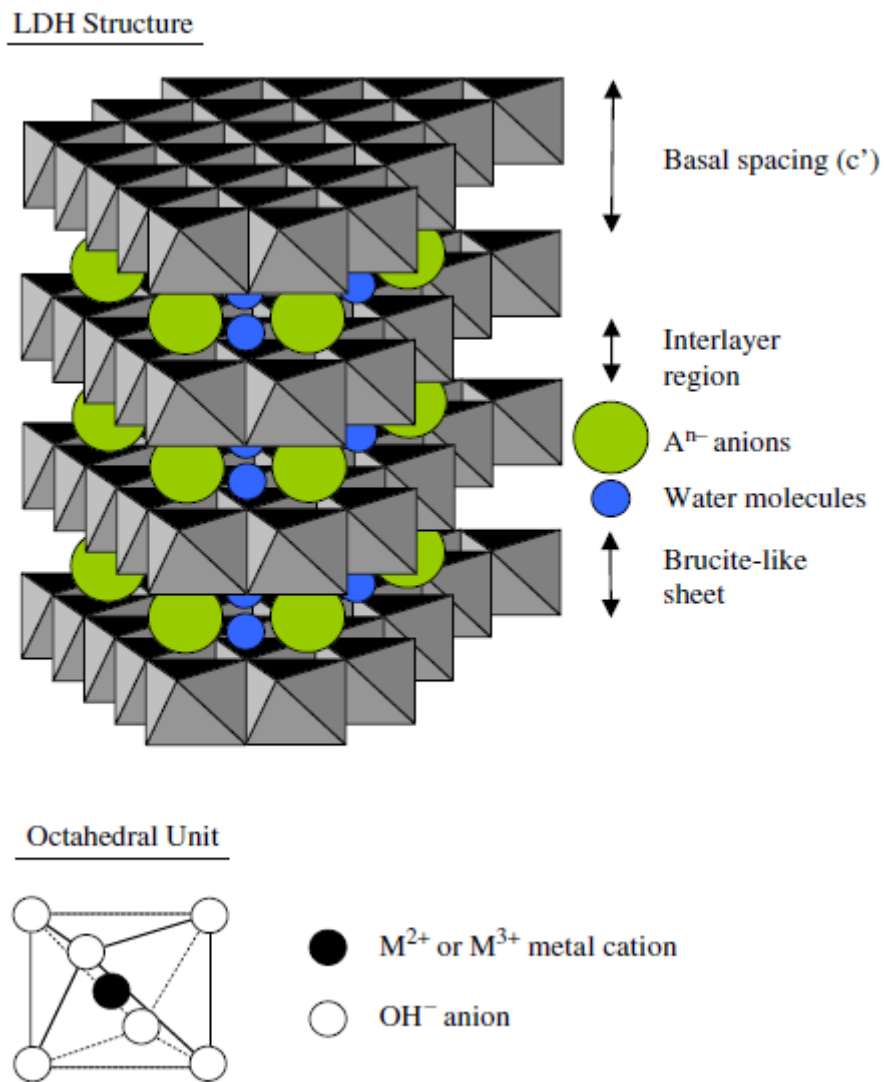 LDH Structure
Basal spacing (c’)
Interlayer
region
Aⁿ⁻ anions
Water molecules
Brucite-like
sheet
Octahedral Unit
M²⁺ or M³⁺ metal cation
OH⁻ anion